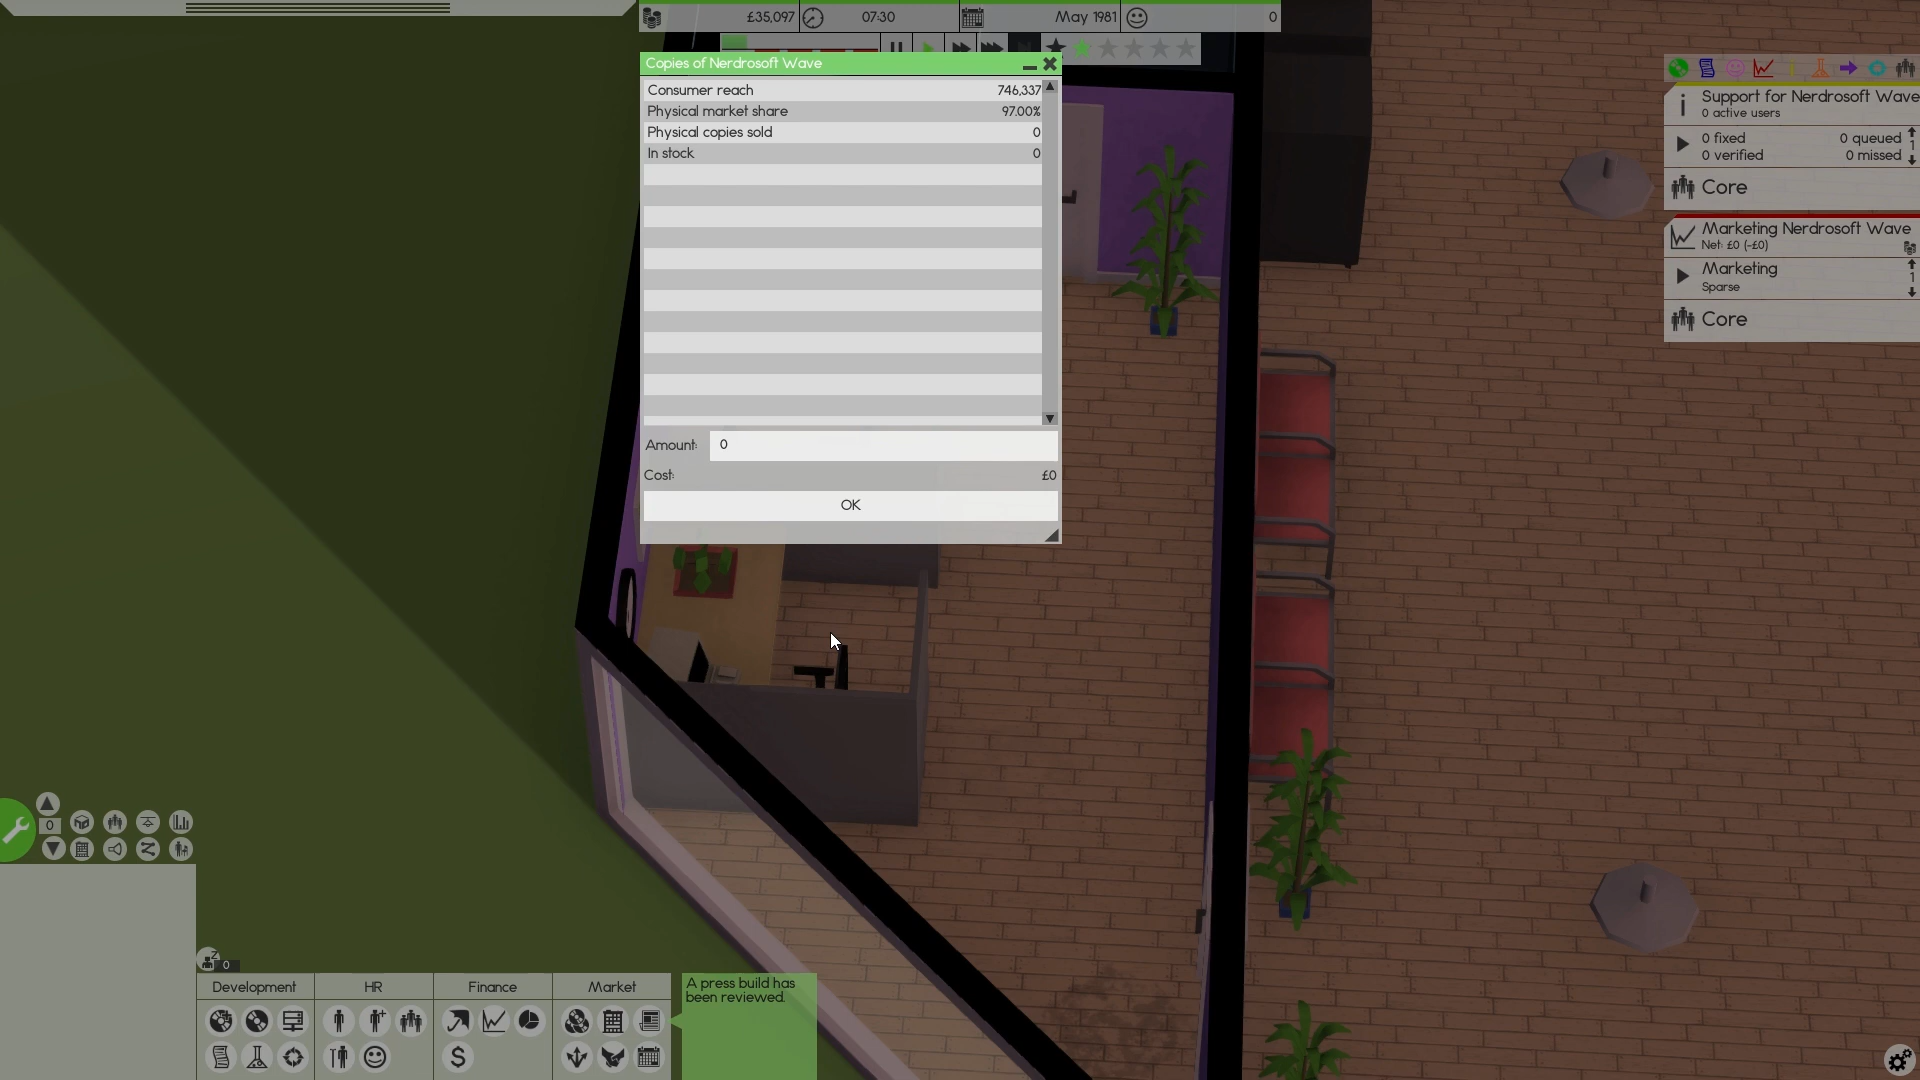 £35,097
07:30
May 1981
0
Copies of Nerdrosoft Wave
Consumer reach 746,337
Physical market share 97.00%
Physical copies sold 0
In stock 0
Amount: 0
Cost: £0
OK
Support for Nerdrosoft Wave
0 active users
0 fixed 0 queued
0 verified 0 missed
1
Core
Marketing Nerdrosoft Wave
Net: £0 (-£0)
Marketing
Sparse
1
Core
0
Z
0
Development
HR
Finance
Market
A press build has
been reviewed.